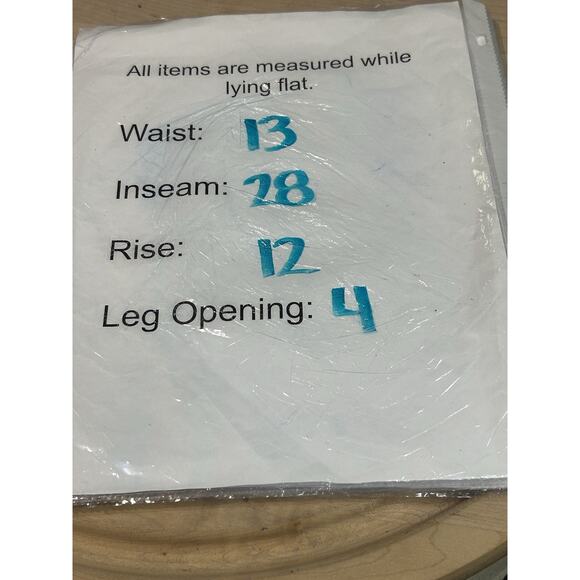 All items are measured while
lying flat.
Waist: 13
Inseam: 28
Rise: 12
Leg Opening: 4